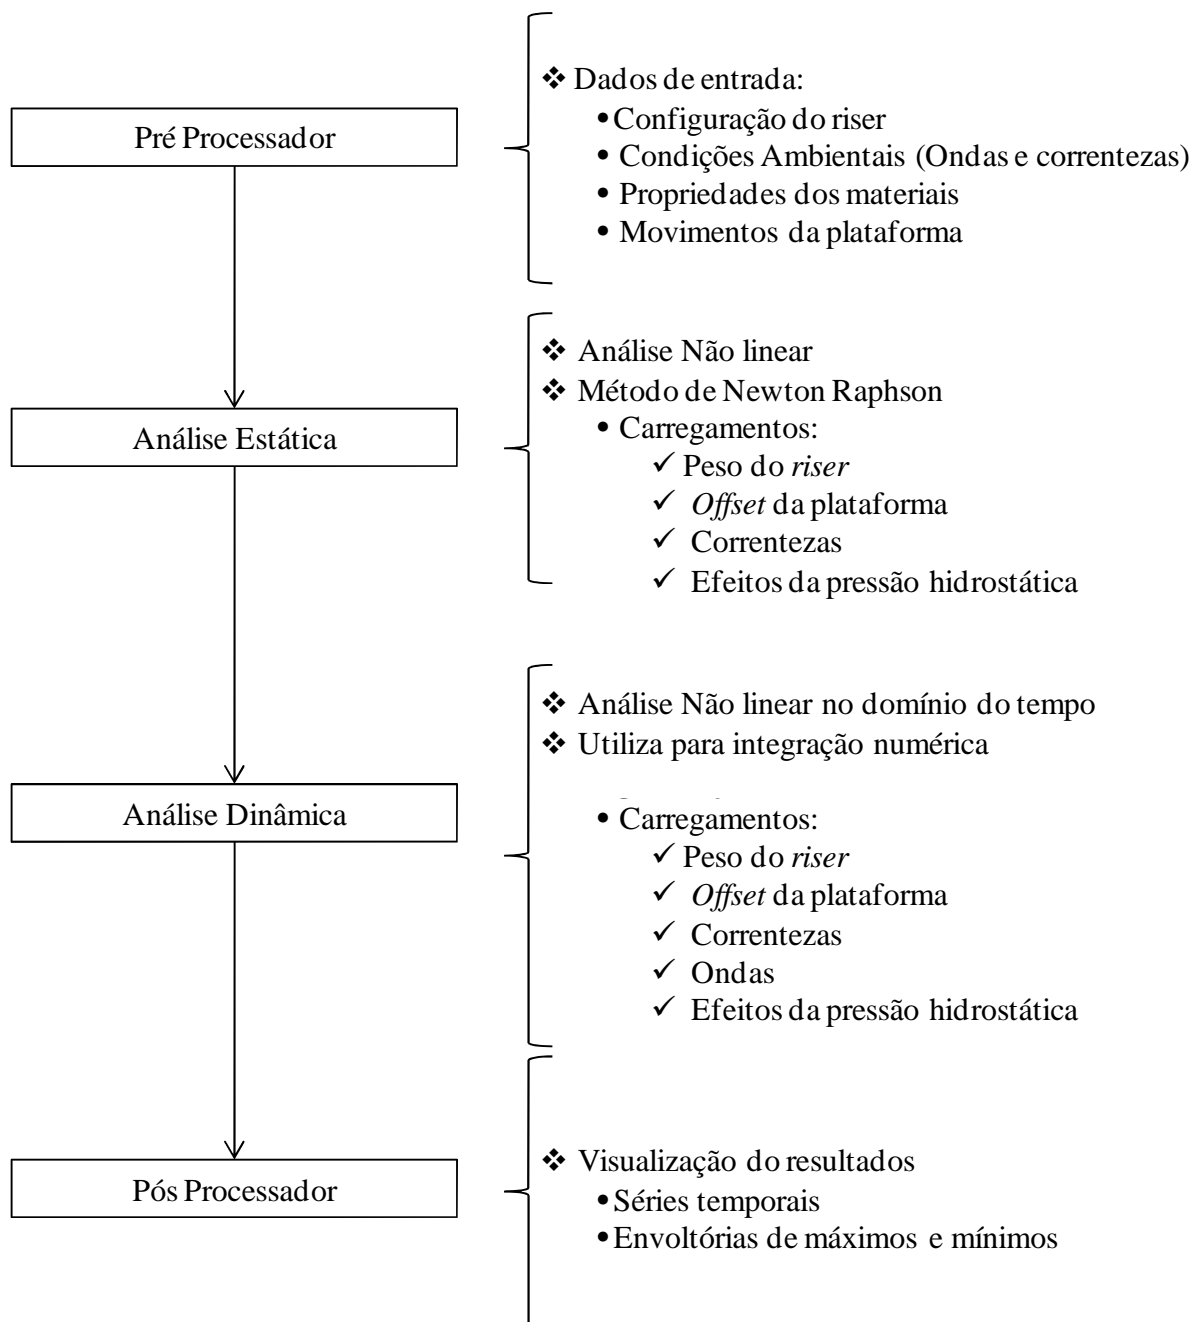 Pré Processador
❖ Dados de entrada:
• Configuração do riser
• Condições Ambientais (Ondas e correntezas)
• Propriedades dos materiais
• Movimentos da plataforma
Análise Estática
❖ Análise Não linear
❖ Método de Newton Raphson
• Carregamentos:
✓ Peso do riser
✓ Offset da plataforma
✓ Correntezas
✓ Efeitos da pressão hidrostática
Análise Dinâmica
❖ Análise Não linear no domínio do tempo
❖ Utiliza para integração numérica
• Carregamentos:
✓ Peso do riser
✓ Offset da plataforma
✓ Correntezas
✓ Ondas
✓ Efeitos da pressão hidrostática
Pós Processador
❖ Visualização do resultados
• Séries temporais
• Envoltórias de máximos e mínimos